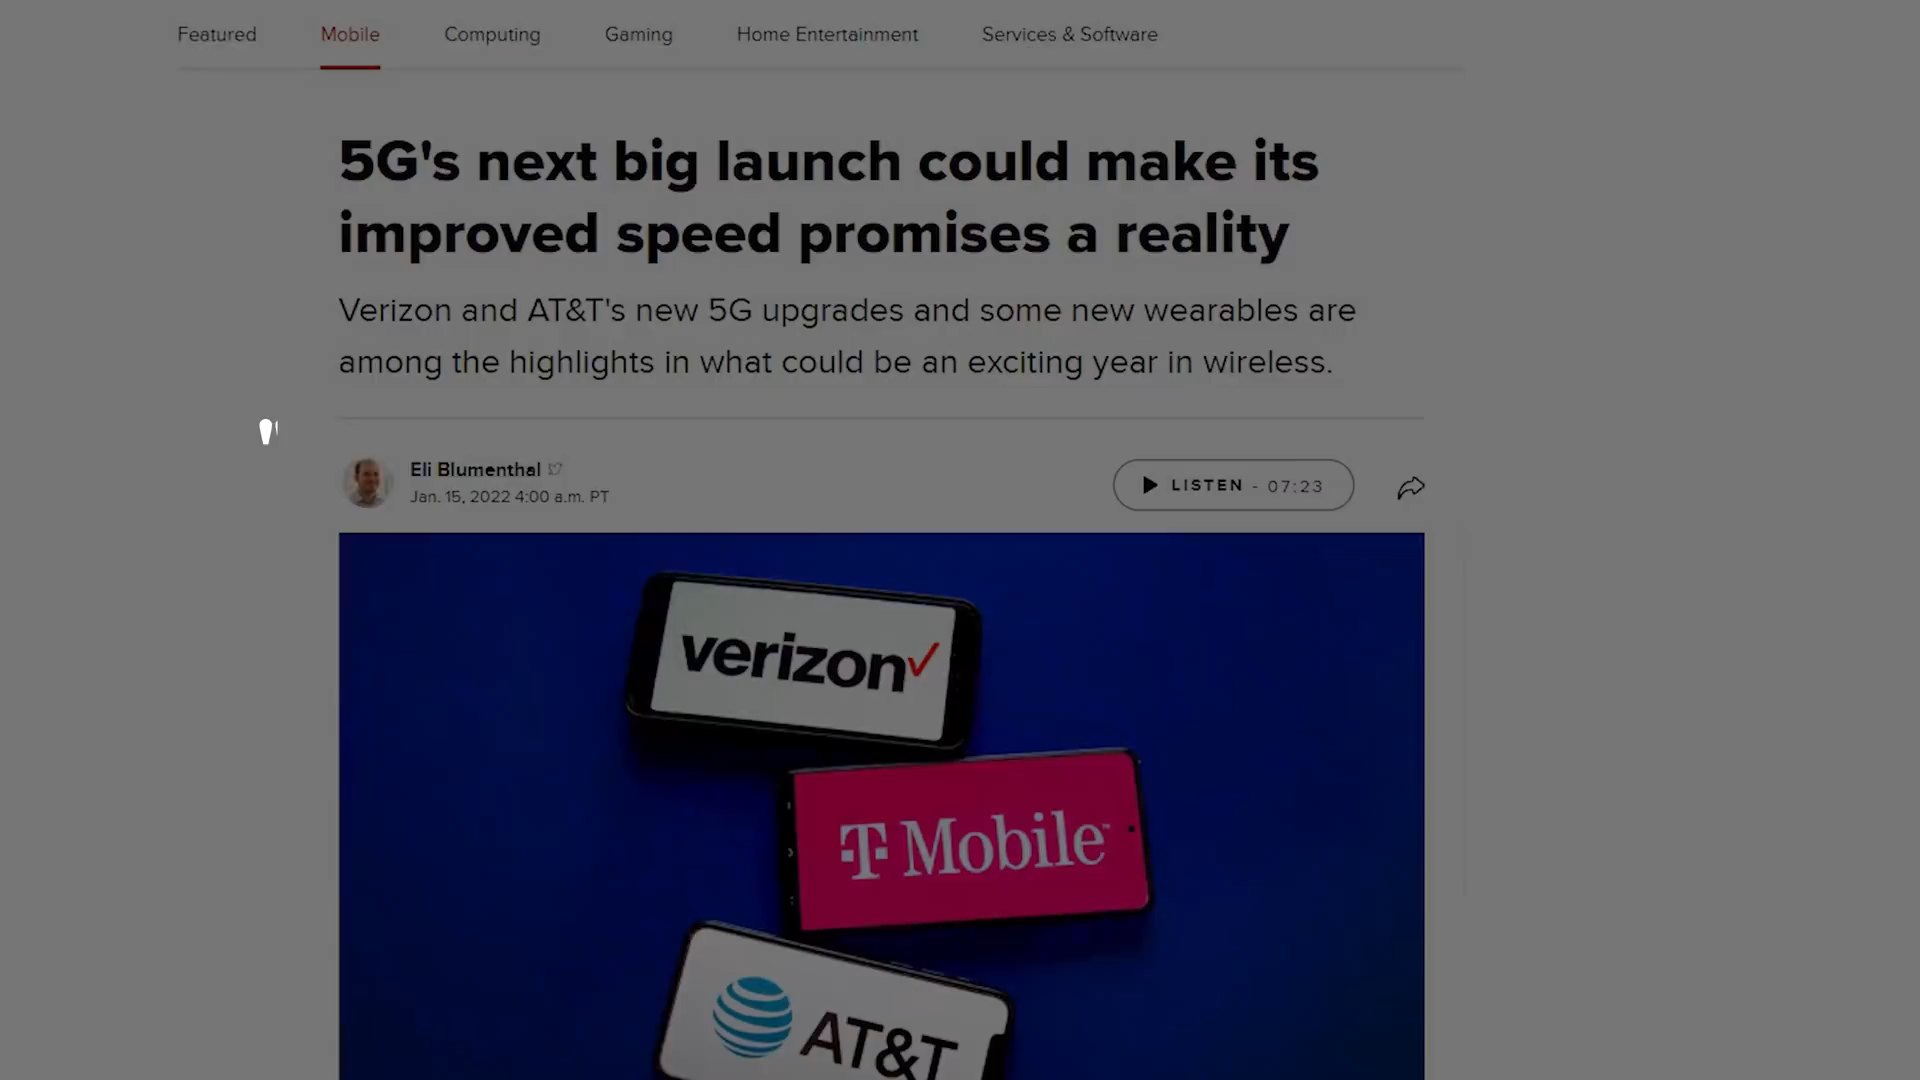 Featured Mobile Computing Gaming Home Entertainment Services & Software
5G's next big launch could make its
improved speed promises a reality
Verizon and AT&T's new 5G upgrades and some new wearables are
among the highlights in what could be an exciting year in wireless.
"
Eli Blumenthal
Jan. 15, 2022 4:00 a.m. PT
LISTEN - 07:23
verizon
T Mobile™
AT&T